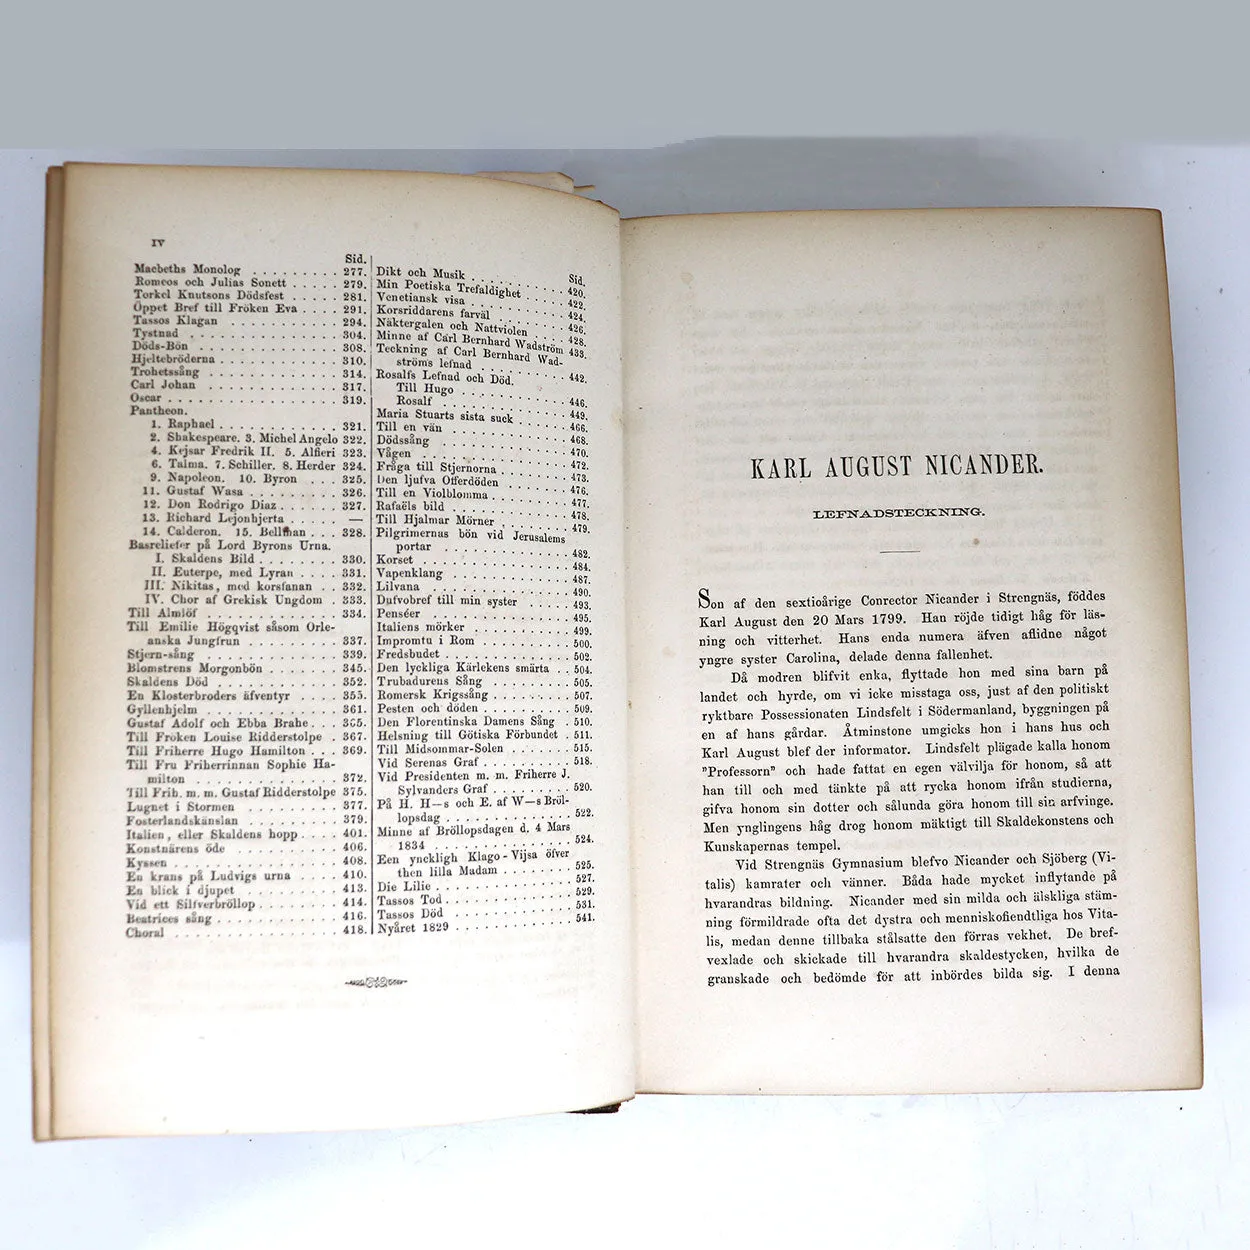 IV
Sid.
Macbeths Monolog . . . . . . . . . 277.
Romeos och Julias Sonett . . . . . 279.
Torkel Knutsons Dödsfest . . . . . 281.
Öppet Bref till Fröken Eva . . . . 291.
Tassos Klagan . . . . . . . . . . . 294.
Tystnad . . . . . . . . . . . . . . . 304.
Döds-Bön . . . . . . . . . . . . . . 308.
Hjeltebröderna . . . . . . . . . . . 310.
Trohetssång . . . . . . . . . . . . . 314.
Carl Johan . . . . . . . . . . . . . 317.
Oscar . . . . . . . . . . . . . . . . 319.
Pantheon.
1. Raphael . . . . . . . . . . . . 321.
2. Shakespeare. 3. Michel Angelo 322.
4. Kejsar Fredrik II. 5. Alfieri 323.
6. Talma. 7. Schiller. 8. Herder 324.
9. Napoleon. 10. Byron . . . . 325.
11. Gustaf Wasa . . . . . . . . . 326.
12. Don Rodrigo Diaz . . . . . . 327.
13. Richard Lejonhjerta . . . . . —
14. Calderon. 15. Bellman . . . 328.
Basreliefer på Lord Byrons Urna.
I. Skaldens Bild . . . . . . . . 330.
II. Euterpe, med Lyran . . . . 331.
III. Nikitas, med korsfanan . . 332.
IV. Chor af Grekisk Ungdom . 333.
Till Almlöf . . . . . . . . . . . . . 334.
Till Emilie Högqvist såsom Orle-
anska Jungfrun . . . . . . . . . 337.
Stjern-sång . . . . . . . . . . . . . 339.
Blomstrens Morgonbön . . . . . . . 345.
Skaldens Död . . . . . . . . . . . . 352.
En Klosterbroders äfventyr . . . . 355.
Gyllenhjelm . . . . . . . . . . . . . 361.
Gustaf Adolf och Ebba Brahe . . . 365.
Till Fröken Louise Ridderstolpe . 367.
Till Friherre Hugo Hamilton . . . 369.
Till Fru Friherrinnan Sophie Ha-
milton . . . . . . . . . . . . . . 372.
Till Frih. m. m. Gustaf Ridderstolpe 375.
Lugnet i Stormen . . . . . . . . . 377.
Fosterlandskänslan . . . . . . . . . 379.
Italien, eller Skaldens hopp . . . . 401.
Konstnärens öde . . . . . . . . . . 406.
Kyssen . . . . . . . . . . . . . . . 408.
En krans på Ludvigs urna . . . . 410.
En blick i djupet . . . . . . . . . . 413.
Vid ett Silfverbröllop . . . . . . . . 414.
Beatrices sång . . . . . . . . . . . . 416.
Choral . . . . . . . . . . . . . . . . 418.
Sid.
Dikt och Musik . . . . . . . . . . 420.
Min Poetiska Trefaldighet . . . . . 422.
Venetiansk visa . . . . . . . . . . 424.
Korsriddarens farväl . . . . . . . . 426.
Näktergalen och Nattviolen . . . . 428.
Minne af Carl Bernhard Wadström 433.
Teckning af Carl Bernhard Wad-
ströms lefnad . . . . . . . . . . 442.
Rosalfs Lefnad och Död.
Till Hugo . . . . . . . . . . . . 446.
Rosalf . . . . . . . . . . . . . . 449.
Maria Stuarts sista suck . . . . . . 466.
Till en vän . . . . . . . . . . . . . 468.
Dödssång . . . . . . . . . . . . . . 470.
Vågen . . . . . . . . . . . . . . . . 472.
Fråga till Stjernorna . . . . . . . . 473.
Den ljufva Offerdöden . . . . . . . 476.
Till en Violblomma . . . . . . . . . 477.
Rafaëls bild . . . . . . . . . . . . . 478.
Till Hjalmar Mörner . . . . . . . . 479.
Pilgrimernas bön vid Jerusalems
portar . . . . . . . . . . . . . . 482.
Korset . . . . . . . . . . . . . . . 484.
Vapenklang . . . . . . . . . . . . . 487.
Lilvana . . . . . . . . . . . . . . . 490.
Dufvobref till min syster . . . . . . 493.
Penséer . . . . . . . . . . . . . . . 495.
Italiens mörker . . . . . . . . . . . 499.
Impromtu i Rom . . . . . . . . . . 500.
Fredsbudet . . . . . . . . . . . . . 502.
Den lyckliga Kärlekens smärta . . 504.
Trubadurens Sång . . . . . . . . . 505.
Romersk Krigssång . . . . . . . . . 507.
Pesten och döden . . . . . . . . . . 509.
Den Florentinska Damens Sång . 510.
Helsning till Götiska Förbundet . 511.
Till Midsommar-Solen . . . . . . . 515.
Vid Serenas Graf . . . . . . . . . . 518.
Vid Presidenten m. m. Friherre J.
Sylvanders Graf . . . . . . . . . 520.
På H. H—s och E. af W—s Bröl-
lopsdag . . . . . . . . . . . . . . 522.
Minne af Bröllopsdagen d. 4 Mars
1834 . . . . . . . . . . . . . . . 524.
Een ynckligh Klago-Vijsa öfver
then lilla Madam . . . . . . . . 525.
Die Lilie . . . . . . . . . . . . . . 527.
Tassos Tod . . . . . . . . . . . . . 529.
Tassos Död . . . . . . . . . . . . . 531.
Nyåret 1829 . . . . . . . . . . . . 541.
KARL AUGUST NICANDER.
LEFNADSTECKNING.
Son af den sextioårige Conrector Nicander i Strengnäs, föddes
Karl August den 20 Mars 1799. Han röjde tidigt håg för läs-
ning och vitterhet. Hans enda numera äfven aflidne något
yngre syster Carolina, delade denna fallenhet.
Då modren blifvit enka, flyttade hon med sina barn på
landet och hyrde, om vi icke misstaga oss, just af den politiskt
ryktbare Possessionaten Lindsfelt i Södermanland, byggningen på
en af hans gårdar. Åtminstone umgicks hon i hans hus och
Karl August blef der informator. Lindsfelt plägade kalla honom
"Professorn" och hade fattat en egen välvilja för honom, så att
han till och med tänkte på att rycka honom ifrån studierna,
gifva honom sin dotter och sålunda göra honom till sin arfvinge.
Men ynglingens håg drog honom mäktigt till Skaldekonstens och
Kunskapernas tempel.
Vid Strengnäs Gymnasium blefvo Nicander och Sjöberg (Vi-
talis) kamrater och vänner. Båda hade mycket inflytande på
hvarandras bildning. Nicander med sin milda och älskliga stäm-
ning förmildrade ofta det dystra och menniskofiendtliga hos Vita-
lis, medan denne tillbaka stålsatte den förras vekhet. De bref-
vexlade och skickade till hvarandra skaldestycken, hvilka de
granskade och bedömde för att inbördes bilda sig. I denna